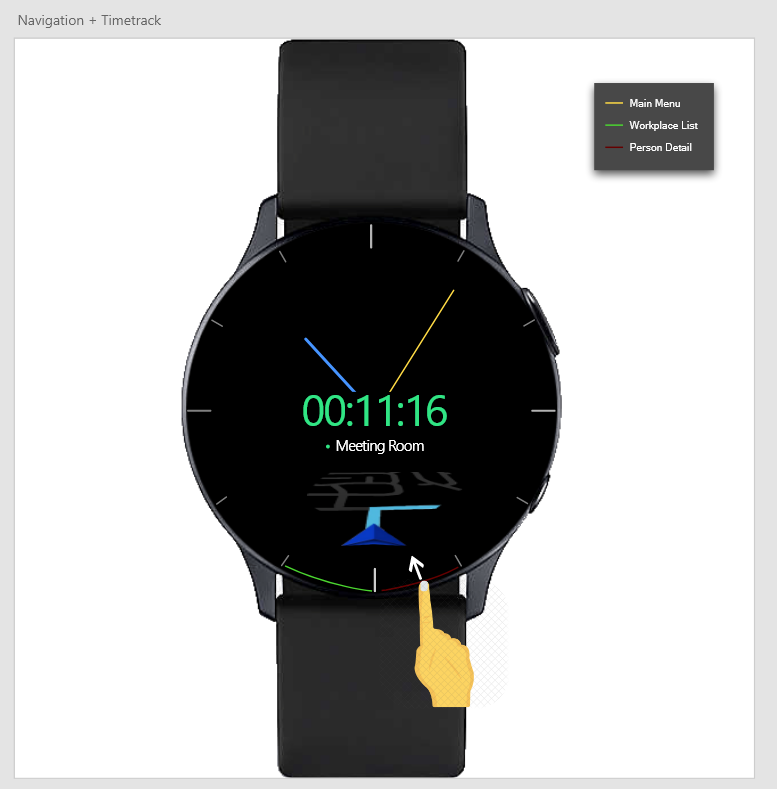 Navigation + Timetrack
Main Menu
Workplace List
Person Detail
00:11:16
Meeting Room